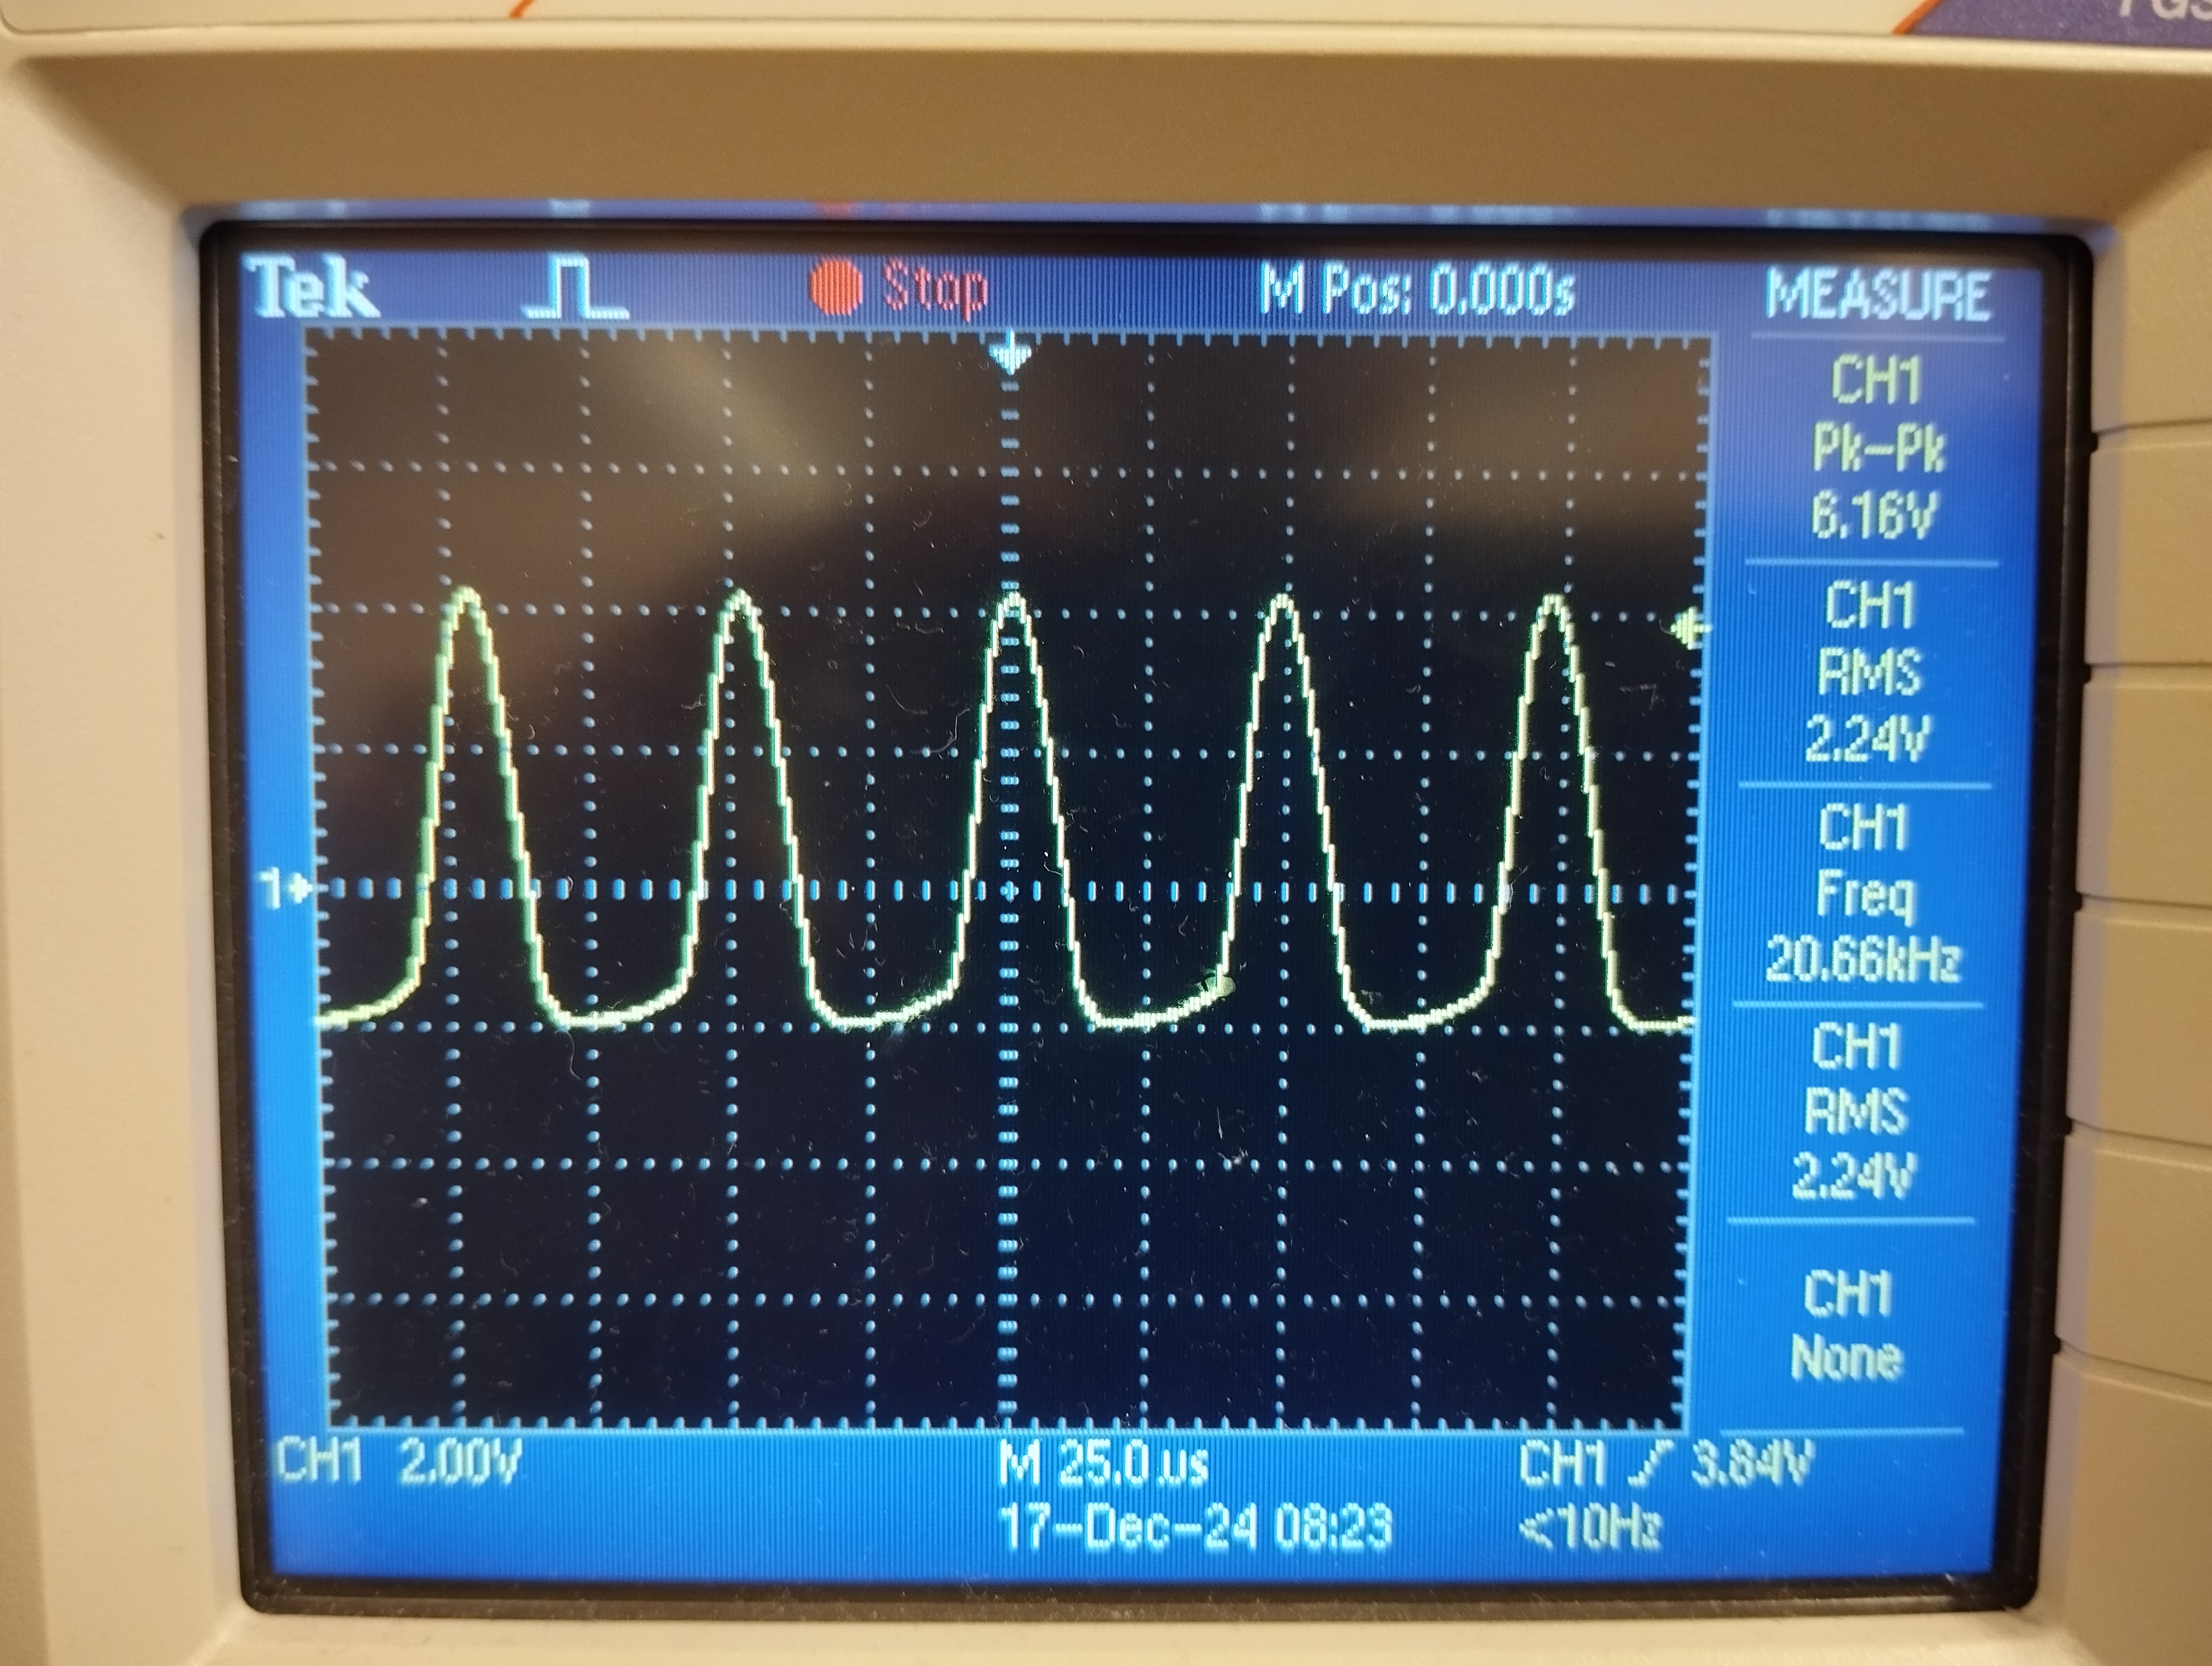 Tek Stop M Pos: 0.000s MEASURE
CH1
Pk-Pk
6.16V
CH1
RMS
2.24V
1
CH1
Freq
20.66kHz
CH1
RMS
2.24V
CH1
None
CH1 2.00V M 25.0us CH1 3.84V
17-Dec-24 08:23 <10Hz